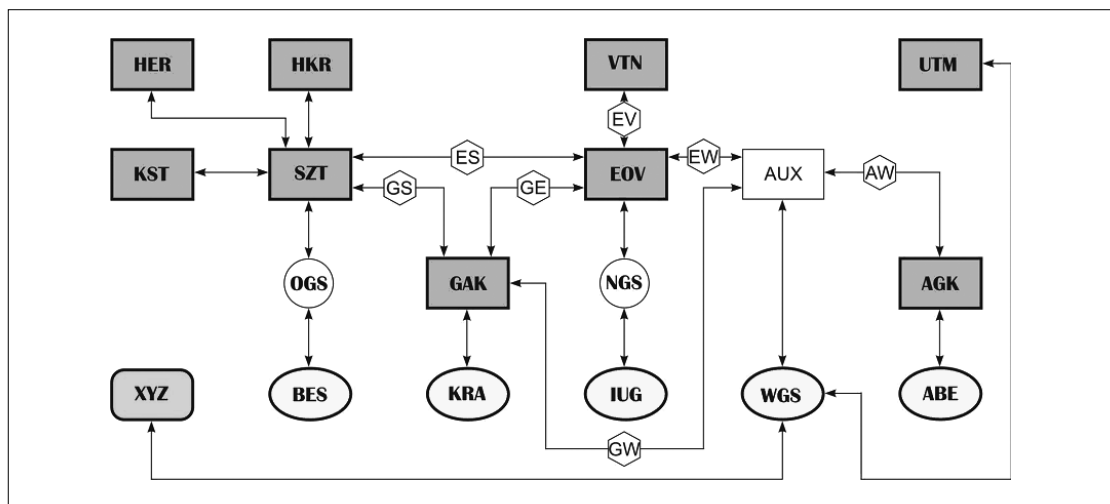 HER
HKR
VTN
UTM
EV
KST
SZT
ES
EOV
EW
AUX
AW
GS
GE
OGS
GAK
NGS
AGK
XYZ
BES
KRA
IUG
WGS
ABE
GW